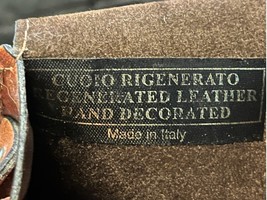 CUOIO RIGENERATO
REGENERATED LEATHER
HAND DECORATED
Made in Italy